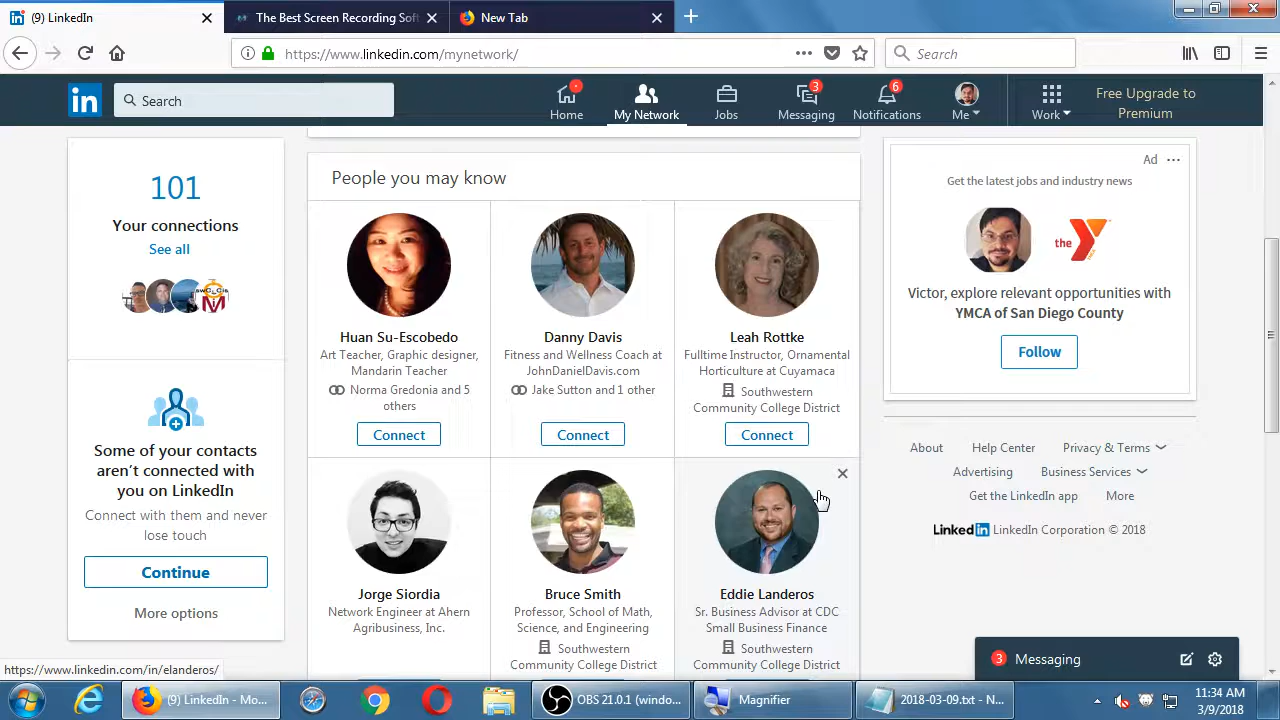 (9) LinkedIn
The Best Screen Recording Soft
New Tab
https://www.linkedin.com/mynetwork/
Search
in
Search
Home
My Network
Jobs
3
Messaging
6
Notifications
Me
Work
Free Upgrade to
Premium
101
Your connections
See all
Some of your contacts
aren't connected with
you on LinkedIn
Connect with them and never
lose touch
Continue
More options
People you may know
Huan Su-Escobedo
Art Teacher, Graphic designer,
Mandarin Teacher
Norma Gredonia and 5
others
Connect
Danny Davis
Fitness and Wellness Coach at
JohnDanielDavis.com
Jake Sutton and 1 other
Connect
Leah Rottke
Fulltime Instructor, Ornamental
Horticulture at Cuyamaca
Southwestern
Community College District
Connect
Jorge Siordia
Network Engineer at Ahern
Agribusiness, Inc.
Bruce Smith
Professor, School of Math,
Science, and Engineering
Southwestern
Community College District
Eddie Landeros
Sr. Business Advisor at CDC
Small Business Finance
Southwestern
Community College District
Ad
Get the latest jobs and industry news
the Y
Victor, explore relevant opportunities with
YMCA of San Diego County
Follow
About
Help Center
Privacy & Terms
Advertising
Business Services
Get the LinkedIn app
More
LinkedIn LinkedIn Corporation © 2018
3
Messaging
https://www.linkedin.com/in/elanderos/
(9) LinkedIn - Mo...
OBS 21.0.1 (windo...
Magnifier
2018-03-09.txt - N...
11:34 AM
3/9/2018